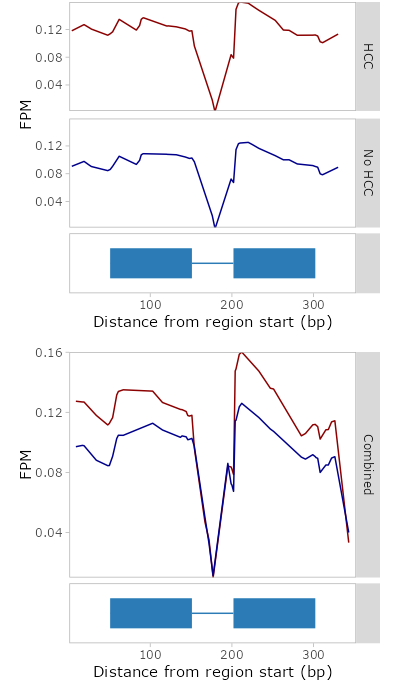 0.12
0.08
0.04
HCC
FPM
0.12
0.08
0.04
No HCC
100 200 300
Distance from region start (bp)
0.16
0.12
0.08
0.04
FPM
Combined
100 200 300
Distance from region start (bp)